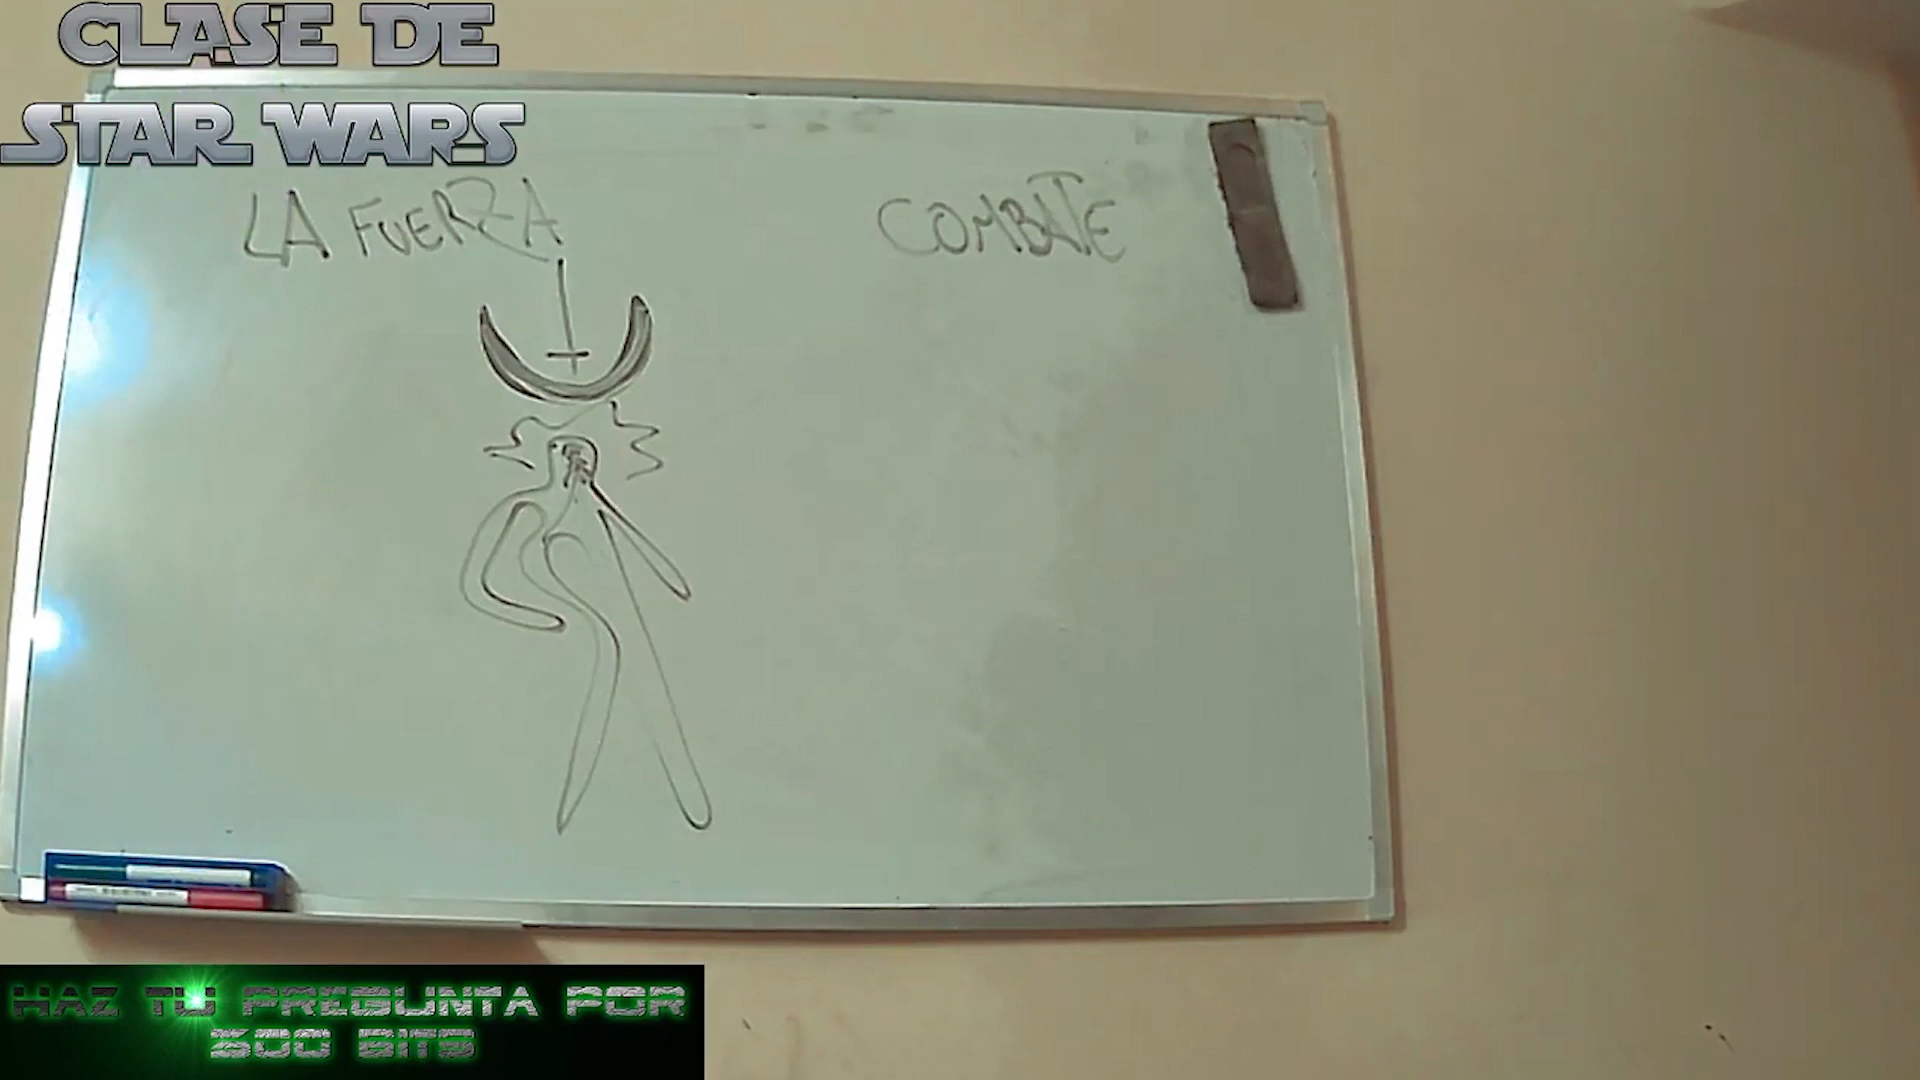 CLASE DE
STAR WARS
LA FUERZA
COMBATE
HAZ TU PREGUNTA POR
500 BITS